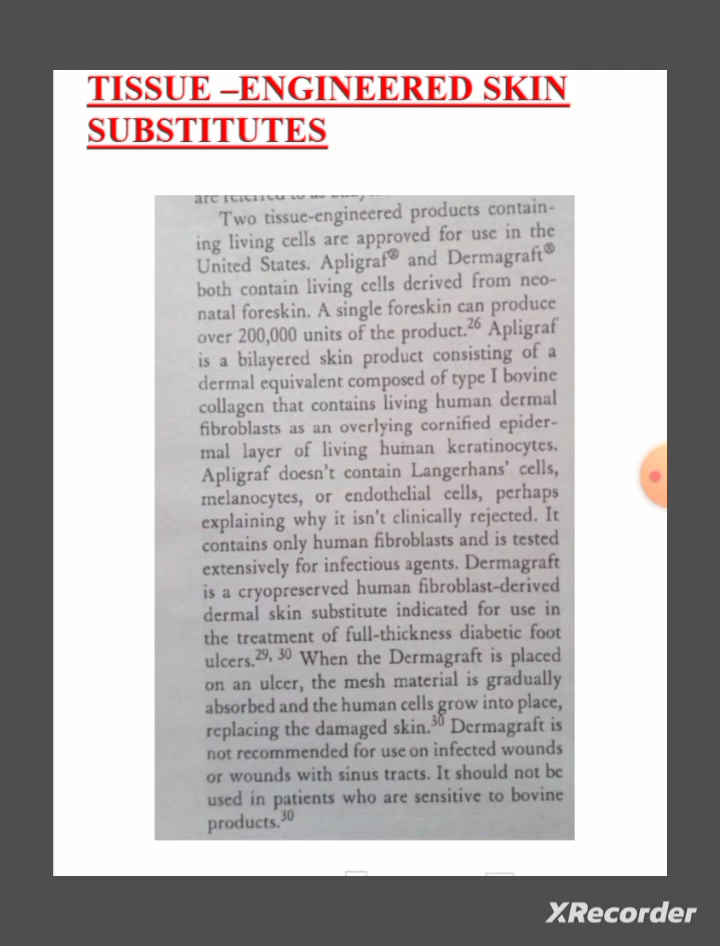 TISSUE –ENGINEERED SKIN
SUBSTITUTES
Two tissue-engineered products contain-
ing living cells are approved for use in the
United States. Apligraf® and Dermagraft®
both contain living cells derived from neo-
natal foreskin. A single foreskin can produce
over 200,000 units of the product.26 Apligraf
is a bilayered skin product consisting of a
dermal equivalent composed of type I bovine
collagen that contains living human dermal
fibroblasts as an overlying cornified epider-
mal layer of living human keratinocytes.
Apligraf doesn't contain Langerhans' cells,
melanocytes, or endothelial cells, perhaps
explaining why it isn't clinically rejected. It
contains only human fibroblasts and is tested
extensively for infectious agents. Dermagraft
is a cryopreserved human fibroblast-derived
dermal skin substitute indicated for use in
the treatment of full-thickness diabetic foot
ulcers.29, 30 When the Dermagraft is placed
on an ulcer, the mesh material is gradually
absorbed and the human cells grow into place,
replacing the damaged skin.30 Dermagraft is
not recommended for use on infected wounds
or wounds with sinus tracts. It should not be
used in patients who are sensitive to bovine
products.30
XRecorder